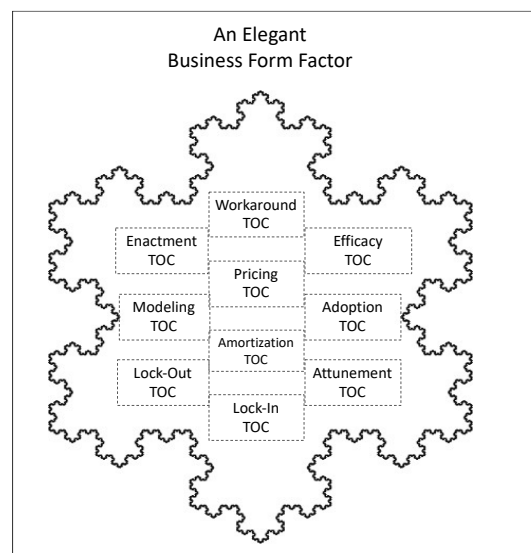 An Elegant
Business Form Factor
Workaround
TOC
Enactment
TOC
Efficacy
TOC
Pricing
TOC
Modeling
TOC
Adoption
TOC
Amortization
TOC
Lock-Out
TOC
Attunement
TOC
Lock-In
TOC